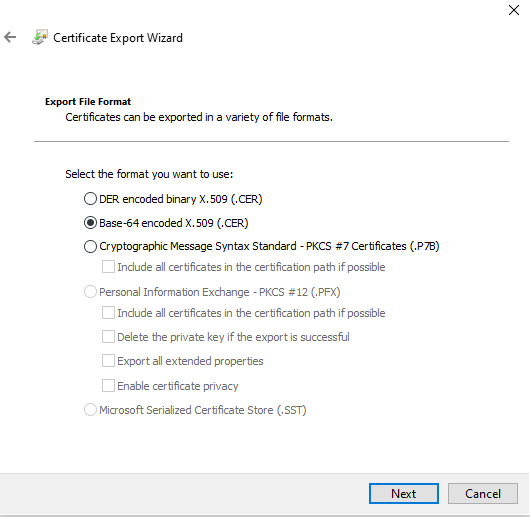 Certificate Export Wizard
Export File Format
Certificates can be exported in a variety of file formats.
Select the format you want to use:
DER encoded binary X.509 (.CER)
Base-64 encoded X.509 (.CER)
Cryptographic Message Syntax Standard - PKCS #7 Certificates (.P7B)
Include all certificates in the certification path if possible
Personal Information Exchange - PKCS #12 (.PFX)
Include all certificates in the certification path if possible
Delete the private key if the export is successful
Export all extended properties
Enable certificate privacy
Microsoft Serialized Certificate Store (.SST)
Next Cancel